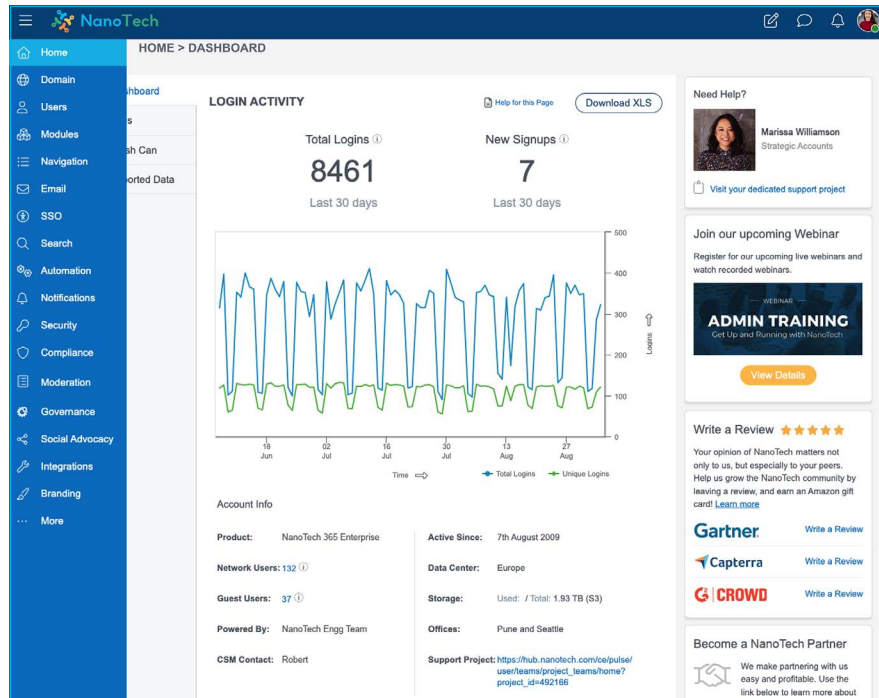 NanoTech
Home
Domain
Users
Modules
Navigation
Email
SSO
Search
Automation
Notifications
Security
Compliance
Moderation
Governance
Social Advocacy
Integrations
Branding
More
HOME > DASHBOARD
shboard
s
sh Can
orted Data
LOGIN ACTIVITY
Help for this Page
Download XLS
Total Logins
8461
Last 30 days
New Signups
7
Last 30 days
500
400
300
200
100
0
Logins
18 Jun
02 Jul
16 Jul
30 Jul
13 Aug
27 Aug
Time
Total Logins
Unique Logins
Account Info
Product: NanoTech 365 Enterprise
Network Users: 132
Guest Users: 37
Powered By: NanoTech Engg Team
CSM Contact: Robert
Active Since: 7th August 2009
Data Center: Europe
Storage: Used: / Total: 1.93 TB (S3)
Offices: Pune and Seattle
Support Project: https://hub.nanotech.com/ce/pulse/
user/teams/project_teams/home?
project_id=492166
Need Help?
Marissa Williamson
Strategic Accounts
Visit your dedicated support project
Join our upcoming Webinar
Register for our upcoming live webinars and
watch recorded webinars.
WEBINAR
ADMIN TRAINING
Get Up and Running with NanoTech
View Details
Write a Review
Your opinion of NanoTech matters not
only to us, but especially to your peers.
Help us grow the NanoTech community by
leaving a review, and earn an Amazon gift
card! Learn more
Gartner Write a Review
Capterra Write a Review
G2 CROWD Write a Review
Become a NanoTech Partner
We make partnering with us
easy and profitable. Use the
link below to learn more about